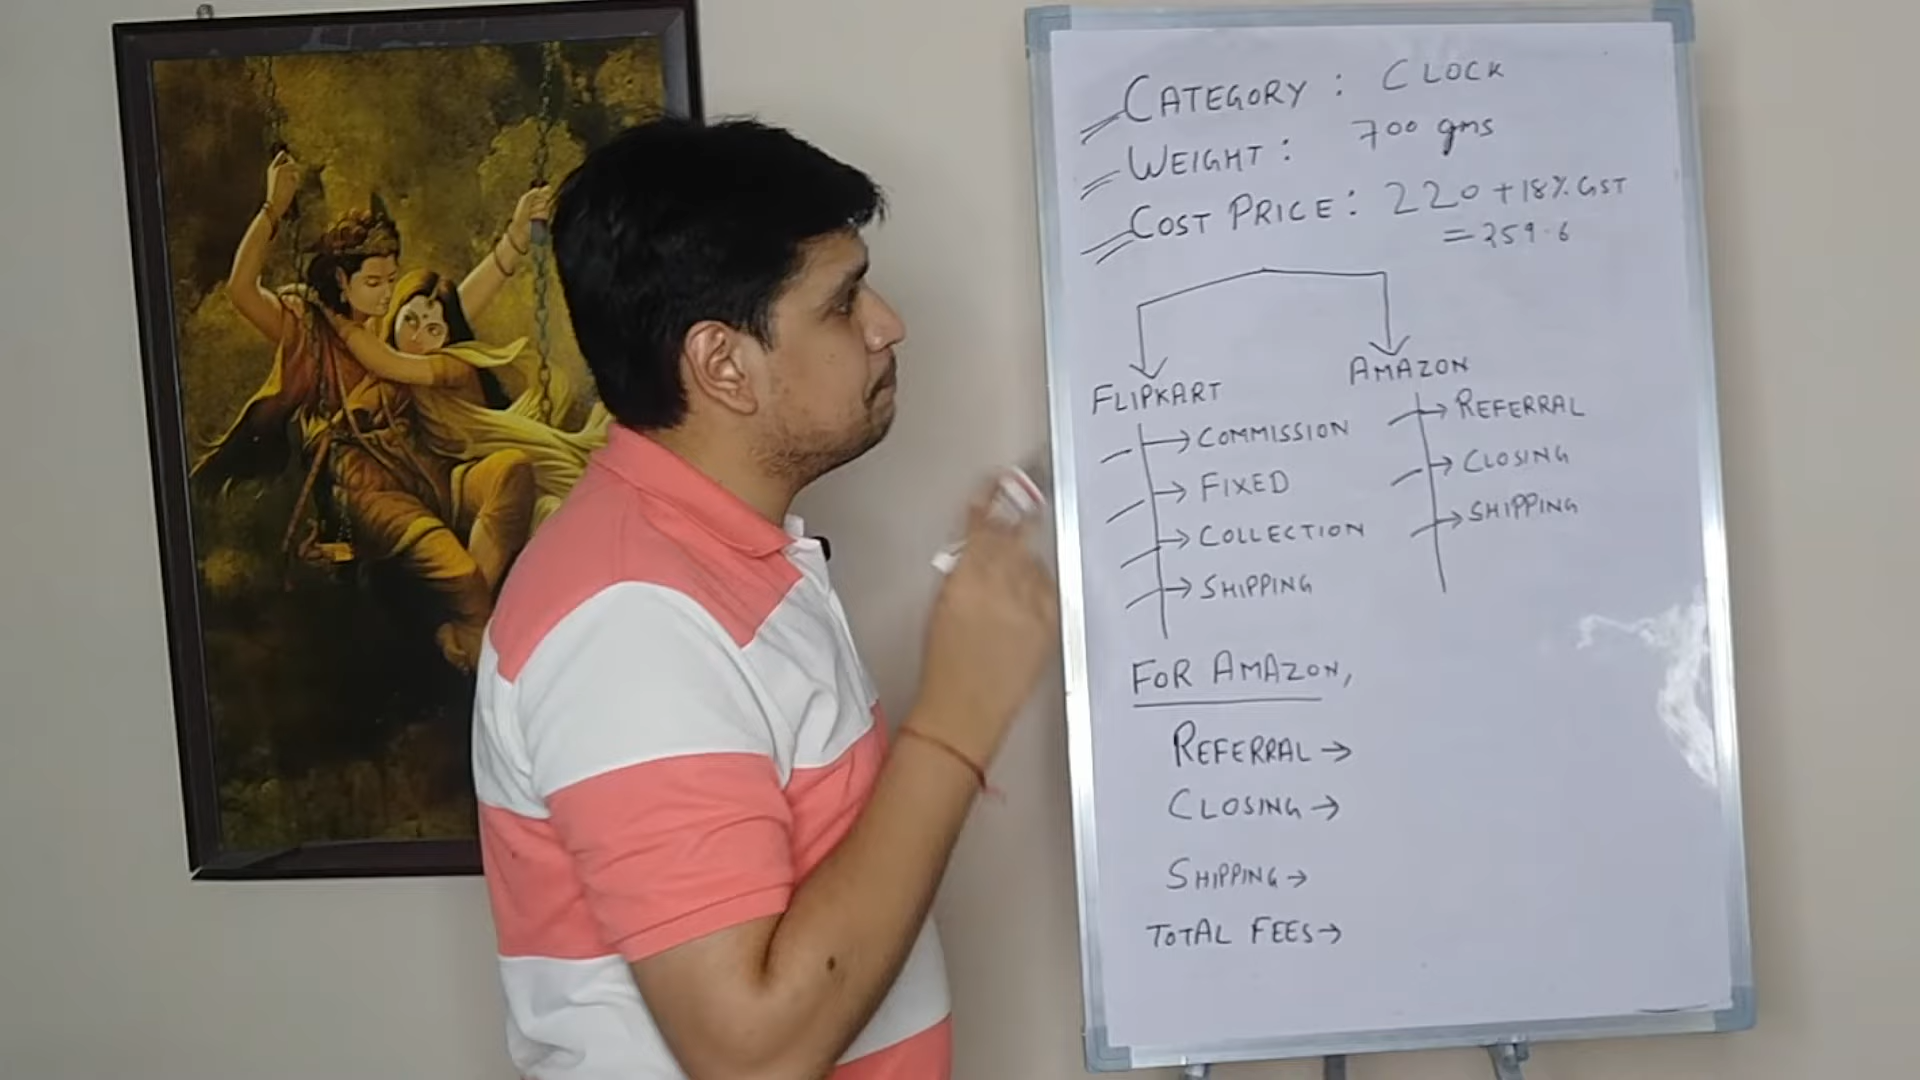 CATEGORY : CLOCK
WEIGHT : 700 gms
COST PRICE : 220 + 18% GST
= 259.6
FLIPKART
→ COMMISSION
→ FIXED
→ COLLECTION
→ SHIPPING
AMAZON
→ REFERRAL
→ CLOSING
→ SHIPPING
FOR AMAZON,
REFERRAL →
CLOSING →
SHIPPING →
TOTAL FEES →